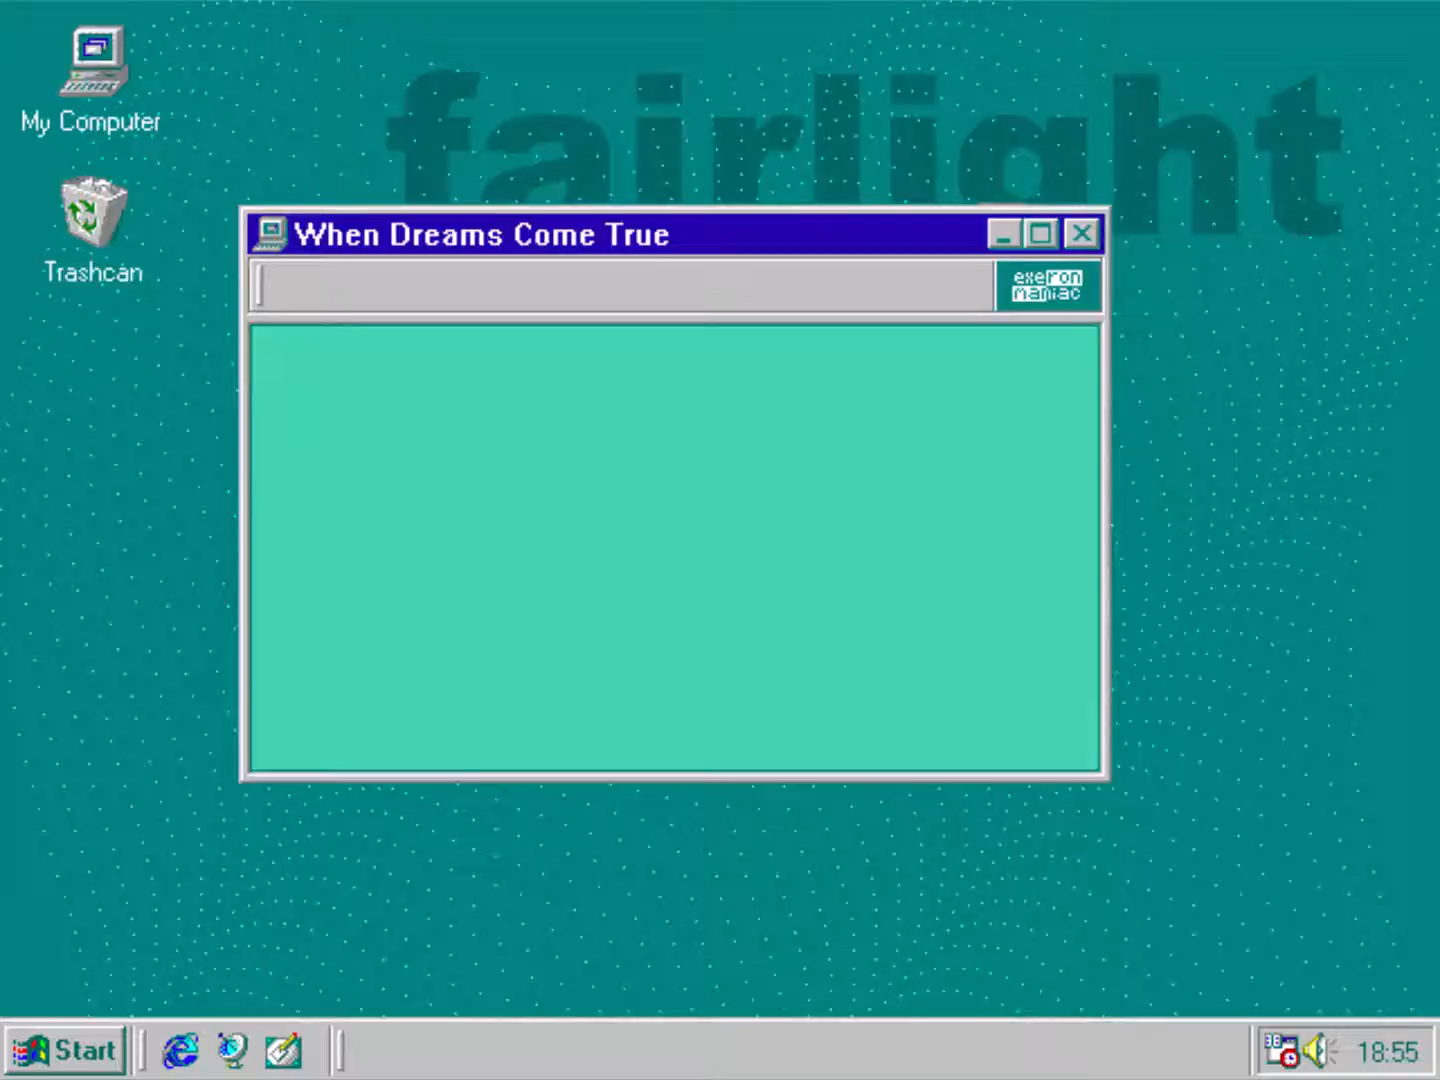 My Computer
Trashcan
fairlight
When Dreams Come True
exeron
maniac
Start
18:55